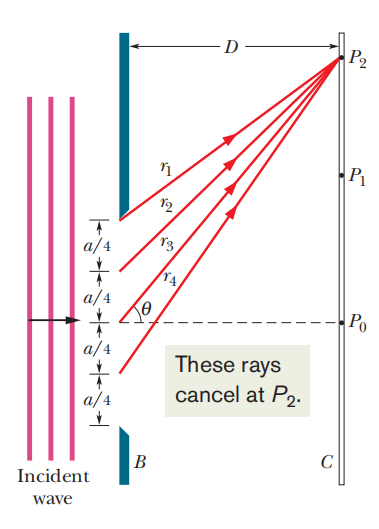 D
P2
r1
P1
r2
a/4
r3
r4
a/4
θ
P0
a/4
These rays
cancel at P2.
a/4
B
C
Incident
wave